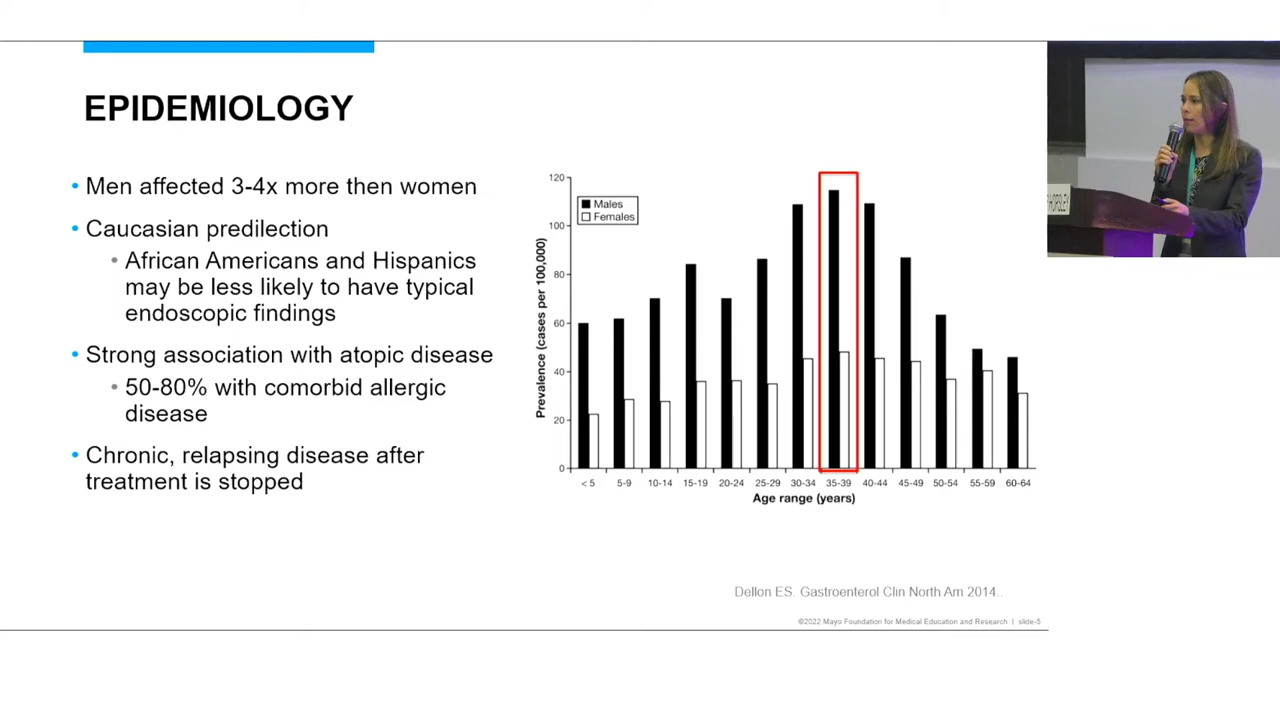 EPIDEMIOLOGY
• Men affected 3-4x more then women
• Caucasian predilection
• African Americans and Hispanics
may be less likely to have typical
endoscopic findings
• Strong association with atopic disease
• 50-80% with comorbid allergic
disease
• Chronic, relapsing disease after
treatment is stopped
Prevalence (cases per 100,000)
120
100
80
60
40
20
0
Males
Females
< 5 5-9 10-14 15-19 20-24 25-29 30-34 35-39 40-44 45-49 50-54 55-59 60-64
Age range (years)
Dellon ES. Gastroenterol Clin North Am 2014..
©2022 Mayo Foundation for Medical Education and Research | slide-5
HORSLEY